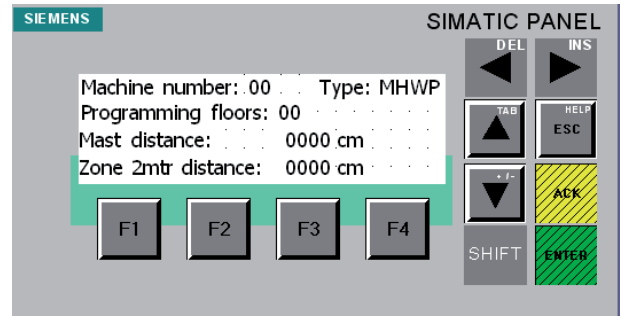 SIEMENS
SIMATIC PANEL
DEL
INS
Machine number: 00 Type: MHWP
Programming floors: 00
Mast distance: 0000 cm
Zone 2mtr distance: 0000 cm
TAB
HELP
ESC
+/-
ACK
F1 F2 F3 F4
SHIFT
ENTER